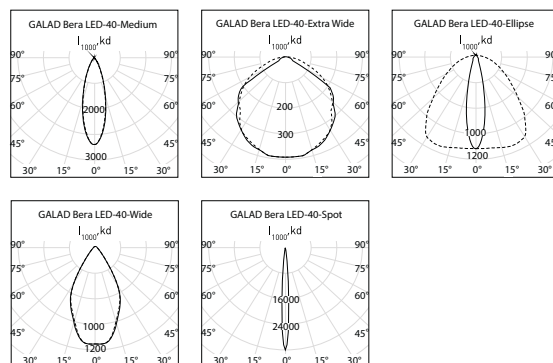 GALAD Bera LED-40-Medium
I1000, kd
90° 90°
75° 75°
60° 60°
2000
45° 45°
3000
30° 15° 0° 15° 30°
GALAD Bera LED-40-Extra Wide
I1000, kd
90° 90°
75° 75°
60° 60°
200
300
45° 45°
30° 15° 0° 15° 30°
GALAD Bera LED-40-Ellipse
I1000, kd
90° 90°
75° 75°
60° 60°
1000
45° 45°
1200
30° 15° 0° 15° 30°
GALAD Bera LED-40-Wide
I1000, kd
90° 90°
75° 75°
60° 60°
1000
45° 45°
1200
30° 15° 0° 15° 30°
GALAD Bera LED-40-Spot
I1000, kd
90° 90°
75° 75°
60° 60°
16000
24000
45° 45°
30° 15° 0° 15° 30°